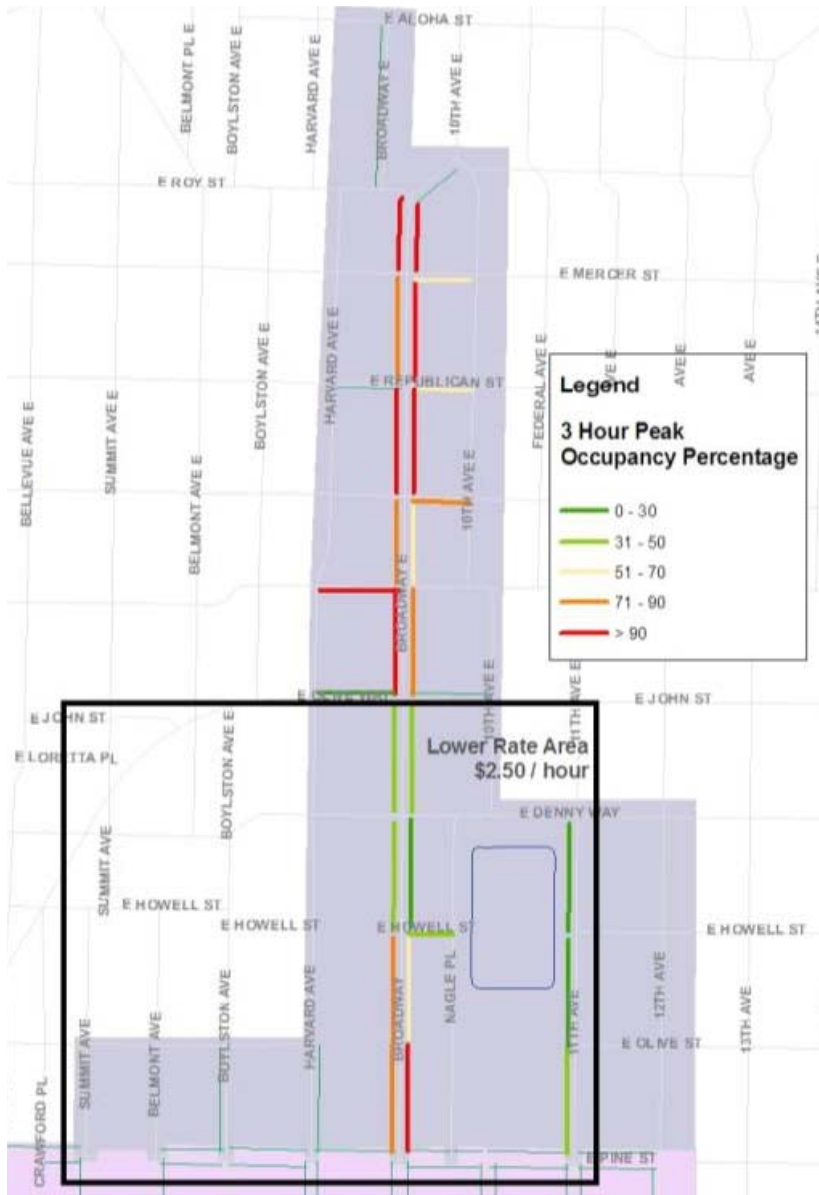 E ALOHA ST
BELMONT PL E
BOYLSTON AVE E
HARVARD AVE E
BROADWAY E
10TH AVE E
E ROY ST
E MERCER ST
14TH AVE E
HARVARD AVE E
E REPUBLICAN ST
BOYLSTON AVE E
SUMMIT AVE E
BELLEVUE AVE E
BELMONT AVE E
FEDERAL AVE E
AVE E
AVE E
AVE E
Legend
3 Hour Peak
Occupancy Percentage
0 - 30
31 - 50
51 - 70
71 - 90
> 90
10TH AVE E
BROADWAY E
10TH AVE E
11TH AVE E
E JOHN ST
E JOHN ST
E LORETTA PL
BOYLSTON AVE E
Lower Rate Area
$2.50 / hour
E DENNY WAY
SUMMIT AVE
E HOWELL ST
E HOWELL ST
E HOWELL ST
E HOWELL ST
SUMMIT AVE
BELMONT AVE
BOYLSTON AVE
HARVARD AVE
BROADWAY
NAGLE PL
11TH AVE
12TH AVE
13TH AVE
E OLIVE ST
CRAWFORD PL
E PINE ST